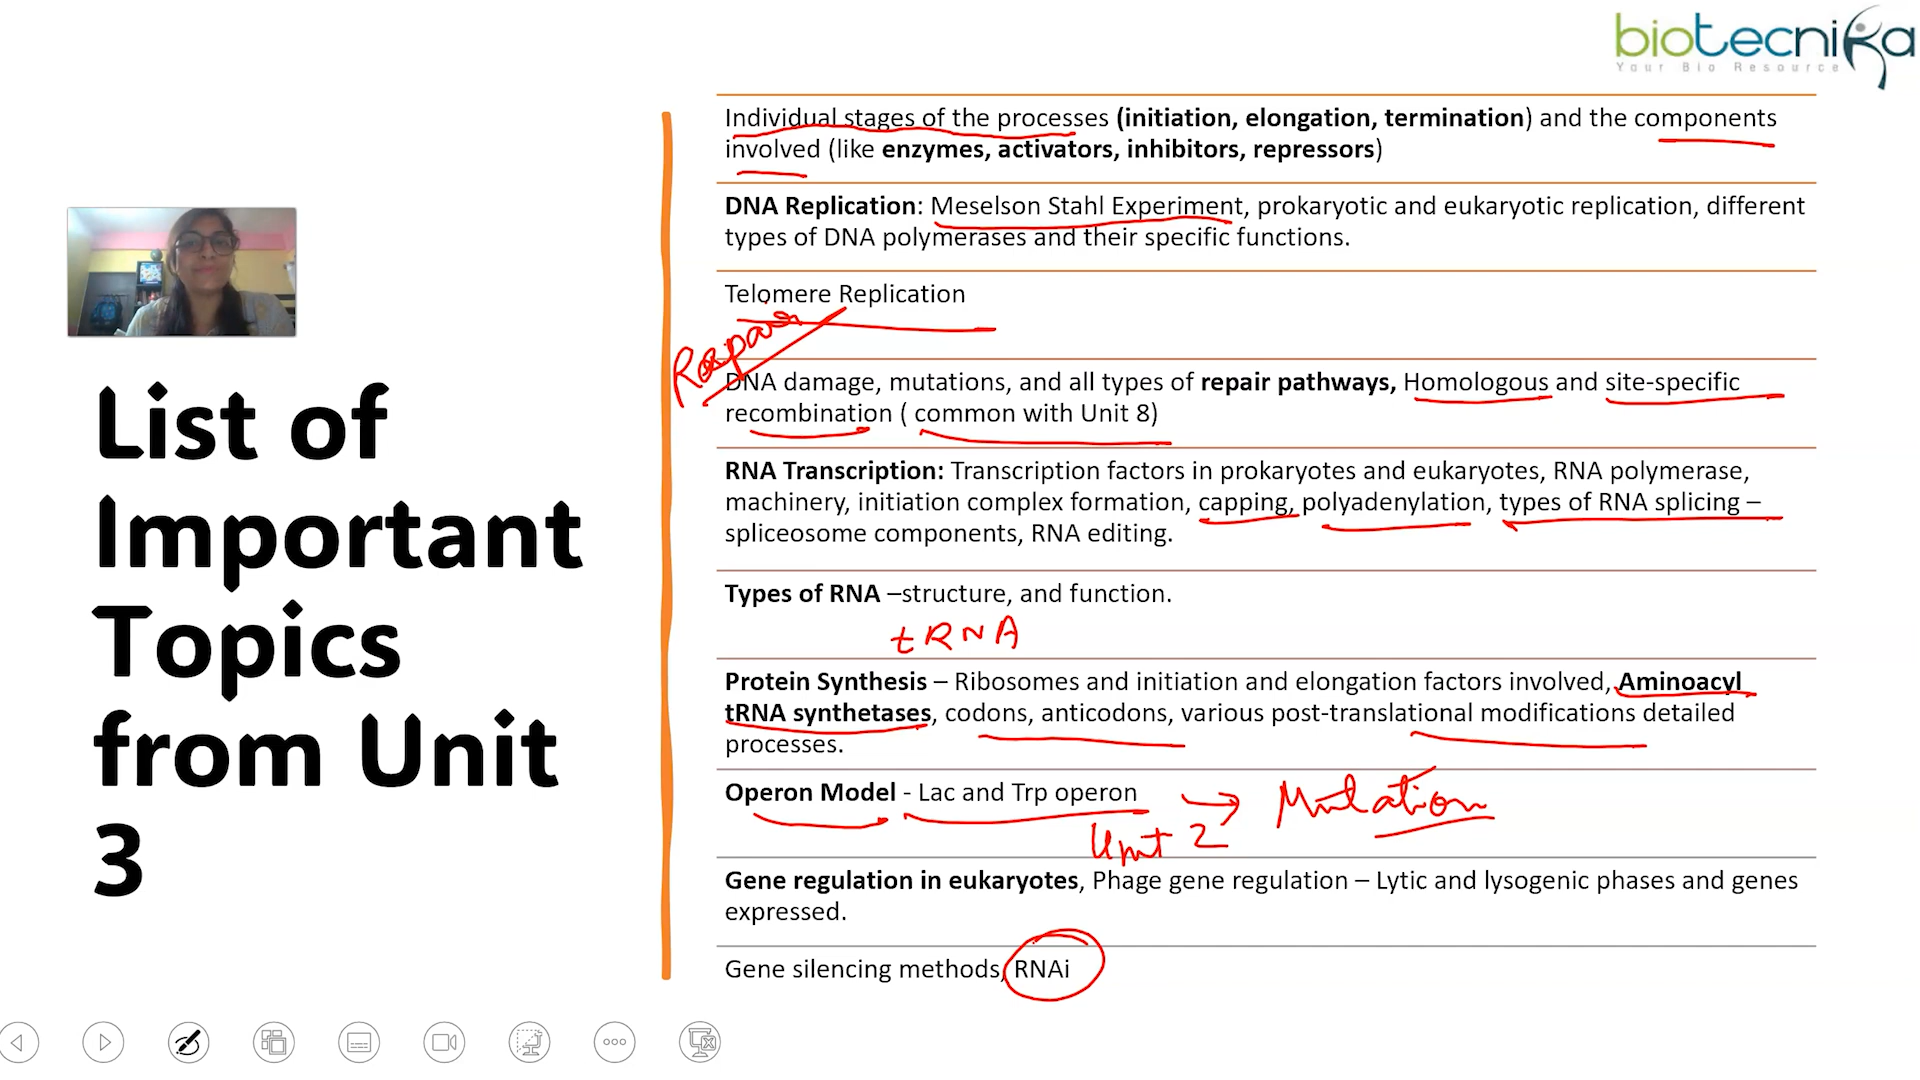 biotecnika
Your Bio Resource
Individual stages of the processes (initiation, elongation, termination) and the components
involved (like enzymes, activators, inhibitors, repressors)
DNA Replication: Meselson Stahl Experiment, prokaryotic and eukaryotic replication, different
types of DNA polymerases and their specific functions.
Telomere Replication
DNA damage, mutations, and all types of repair pathways, Homologous and site-specific
recombination ( common with Unit 8)
RNA Transcription: Transcription factors in prokaryotes and eukaryotes, RNA polymerase,
machinery, initiation complex formation, capping, polyadenylation, types of RNA splicing –
spliceosome components, RNA editing.
Types of RNA –structure, and function.
tRNA
Protein Synthesis – Ribosomes and initiation and elongation factors involved, Aminoacyl
tRNA synthetases, codons, anticodons, various post-translational modifications detailed
processes.
Operon Model - Lac and Trp operon → Mutation
Unit 2
Gene regulation in eukaryotes, Phage gene regulation – Lytic and lysogenic phases and genes
expressed.
Gene silencing methods, RNAi
List of
Important
Topics
from Unit
3